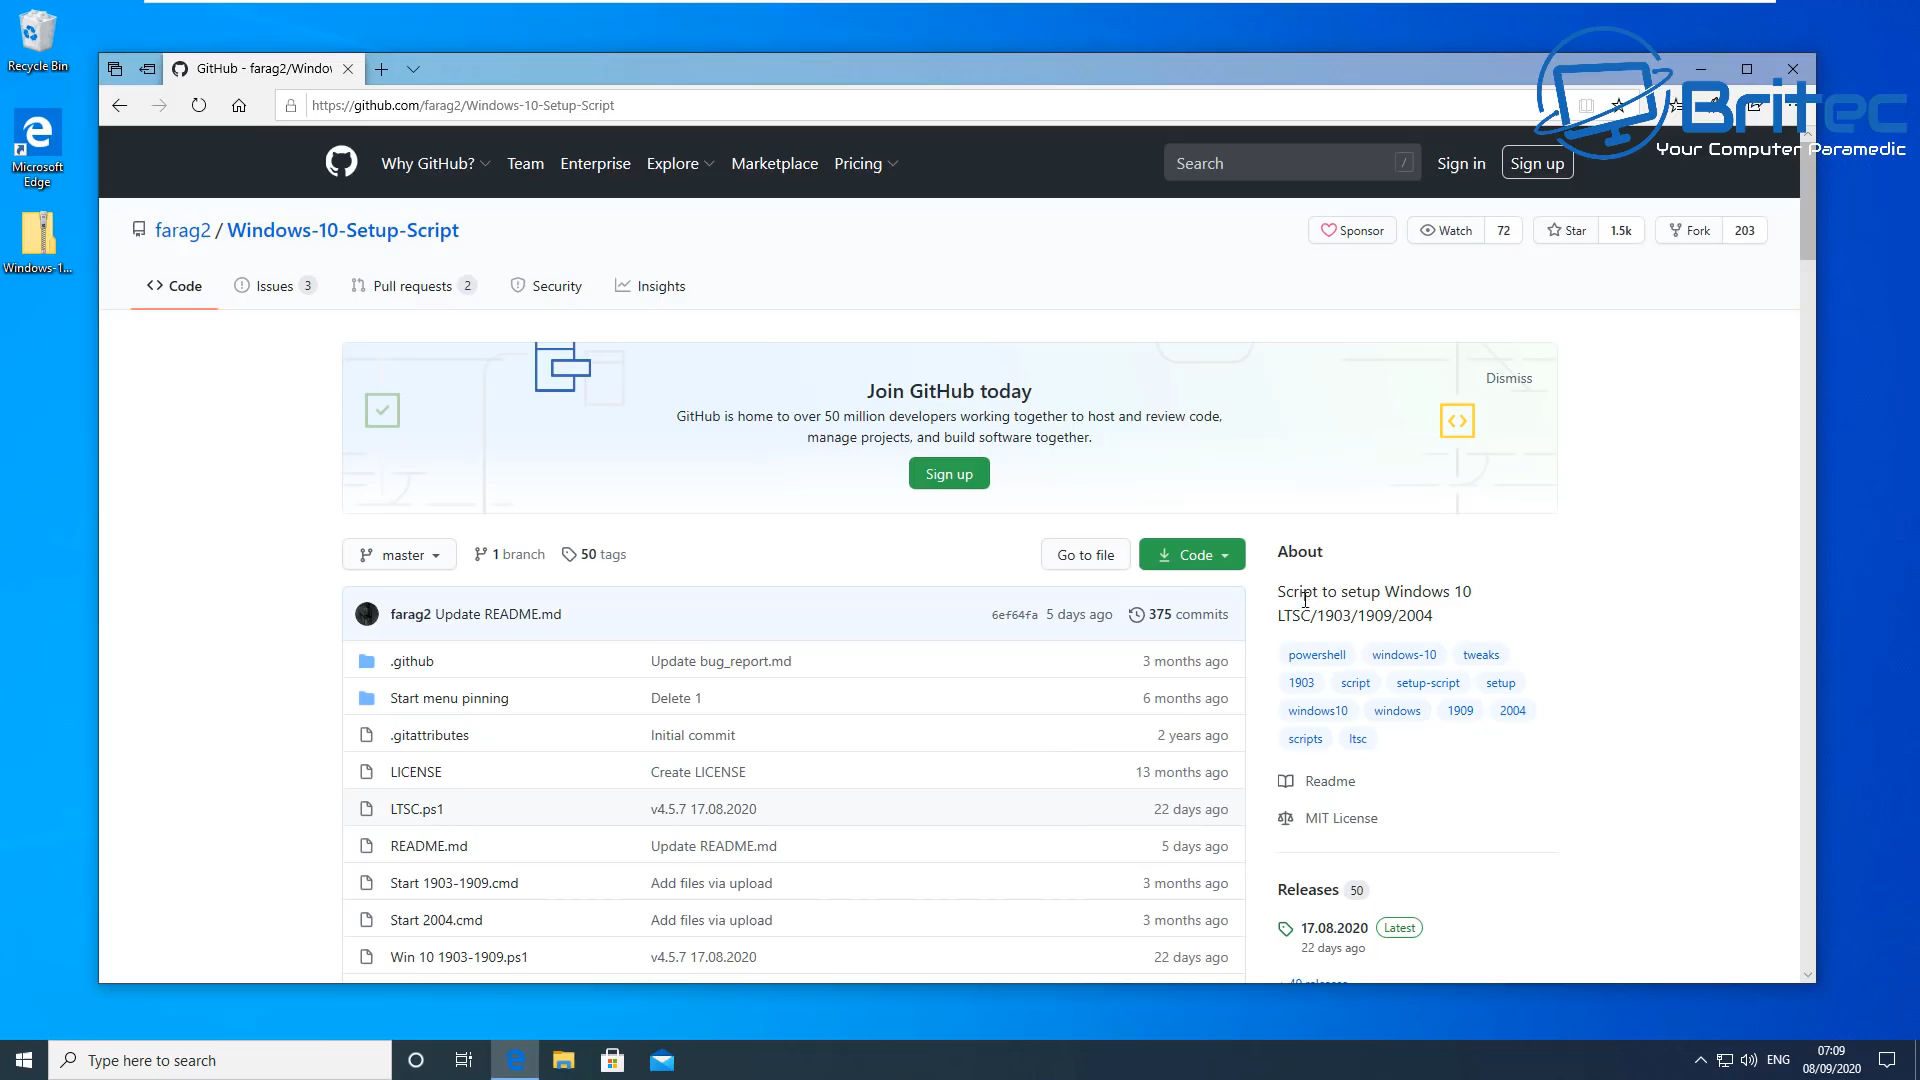 Recycle Bin
Microsoft
Edge
Windows-1...
GitHub - farag2/Windov
https://github.com/farag2/Windows-10-Setup-Script
Britec
Your Computer Paramedic
Why GitHub?
Team
Enterprise
Explore
Marketplace
Pricing
Search
/
Sign in
Sign up
farag2 / Windows-10-Setup-Script
Sponsor
Watch 72
Star 1.5k
Fork 203
Code
Issues 3
Pull requests 2
Security
Insights
Join GitHub today
Dismiss
GitHub is home to over 50 million developers working together to host and review code,
manage projects, and build software together.
Sign up
master
1 branch
50 tags
Go to file
Code
farag2 Update README.md 6ef64fa 5 days ago 375 commits
.github Update bug_report.md 3 months ago
Start menu pinning Delete 1 6 months ago
.gitattributes Initial commit 2 years ago
LICENSE Create LICENSE 13 months ago
LTSC.ps1 v4.5.7 17.08.2020 22 days ago
README.md Update README.md 5 days ago
Start 1903-1909.cmd Add files via upload 3 months ago
Start 2004.cmd Add files via upload 3 months ago
Win 10 1903-1909.ps1 v4.5.7 17.08.2020 22 days ago
About
Script to setup Windows 10
LTSC/1903/1909/2004
powershell windows-10 tweaks
1903 script setup-script setup
windows10 windows 1909 2004
scripts ltsc
Readme
MIT License
Releases 50
17.08.2020 Latest
22 days ago
Type here to search
ENG
07:09
08/09/2020